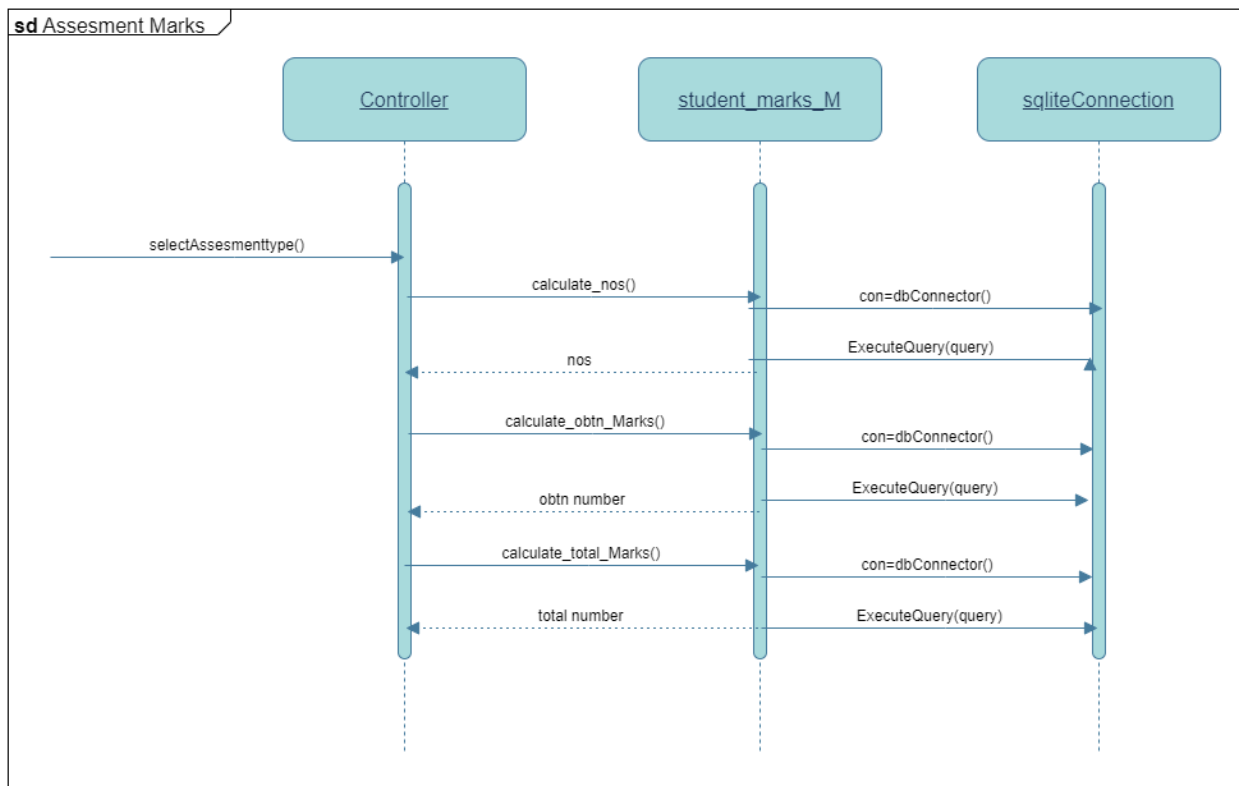 sd Assesment Marks
Controller
student_marks_M
sqliteConnection
selectAssesmenttype()
calculate_nos()
con=dbConnector()
ExecuteQuery(query)
nos
calculate_obtn_Marks()
con=dbConnector()
ExecuteQuery(query)
obtn number
calculate_total_Marks()
con=dbConnector()
total number
ExecuteQuery(query)